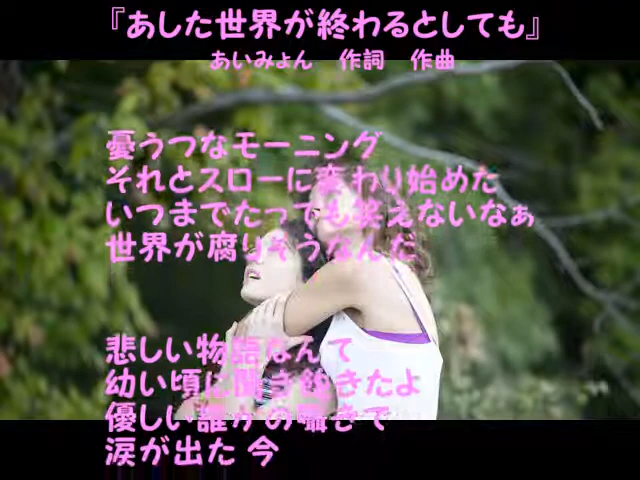 『あした世界が終わるとしても』
あいみょん 作詞 作曲
憂うつなモーニング
それとスローに変わり始めた
いつまでたっても笑えないなぁ
世界が腐りそうなんだ
悲しい物語なんて
幼い頃に聞き飽きたよ
優しい誰かの囁きで
涙が出た 今